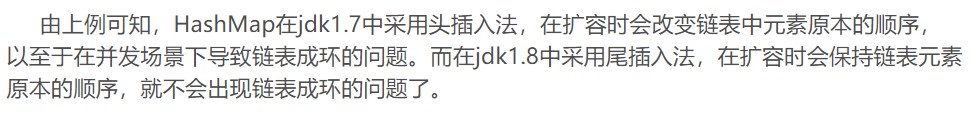 由上例可知，HashMap在jdk1.7中采用头插入法，在扩容时会改变链表中元素原本的顺序，
以至于在并发场景下导致链表成环的问题。而在jdk1.8中采用尾插入法，在扩容时会保持链表元素
原本的顺序，就不会出现链表成环的问题了。